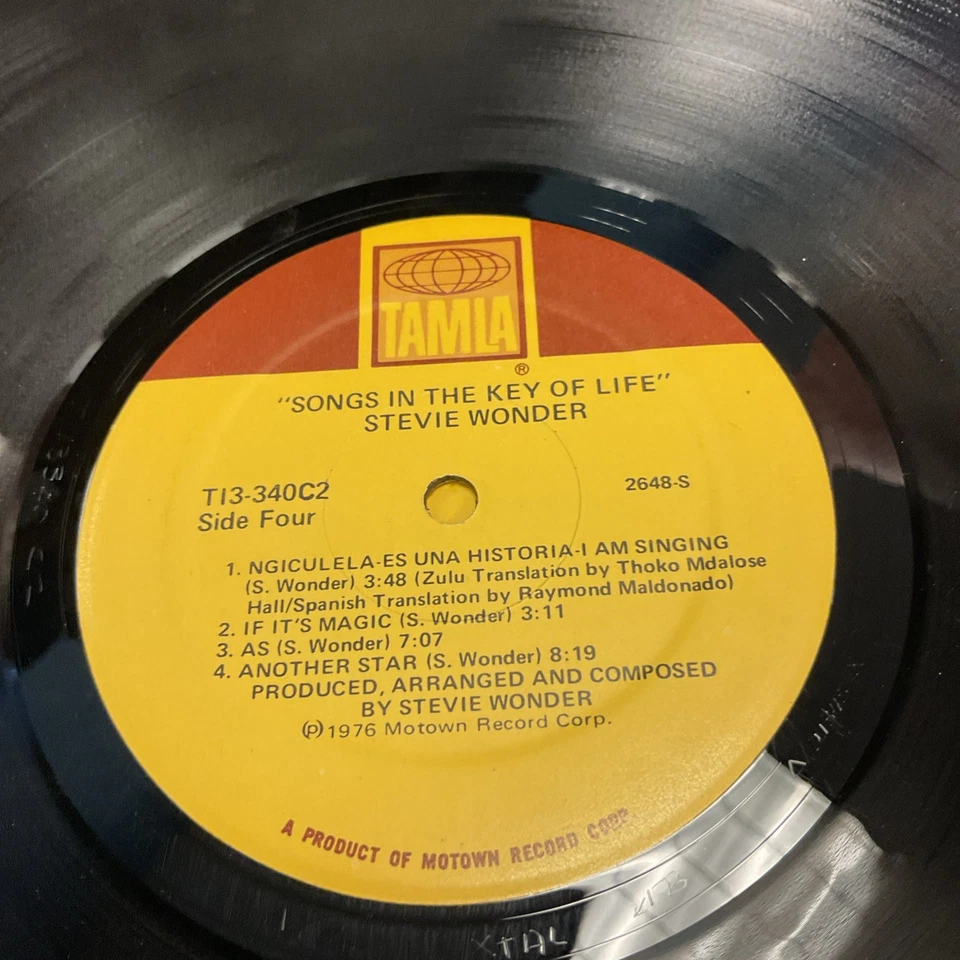 TAMLA
®
"SONGS IN THE KEY OF LIFE"
STEVIE WONDER
T13-340C2
2648-S
Side Four
1. NGICULELA-ES UNA HISTORIA-I AM SINGING
(S. Wonder) 3:48 (Zulu Translation by Thoko Mdalose
Hall/Spanish Translation by Raymond Maldonado)
2. IF IT'S MAGIC (S. Wonder) 3:11
3. AS (S. Wonder) 7:07
4. ANOTHER STAR (S. Wonder) 8:19
PRODUCED, ARRANGED AND COMPOSED
BY STEVIE WONDER
℗1976 Motown Record Corp.
A PRODUCT OF MOTOWN RECORD CORP.